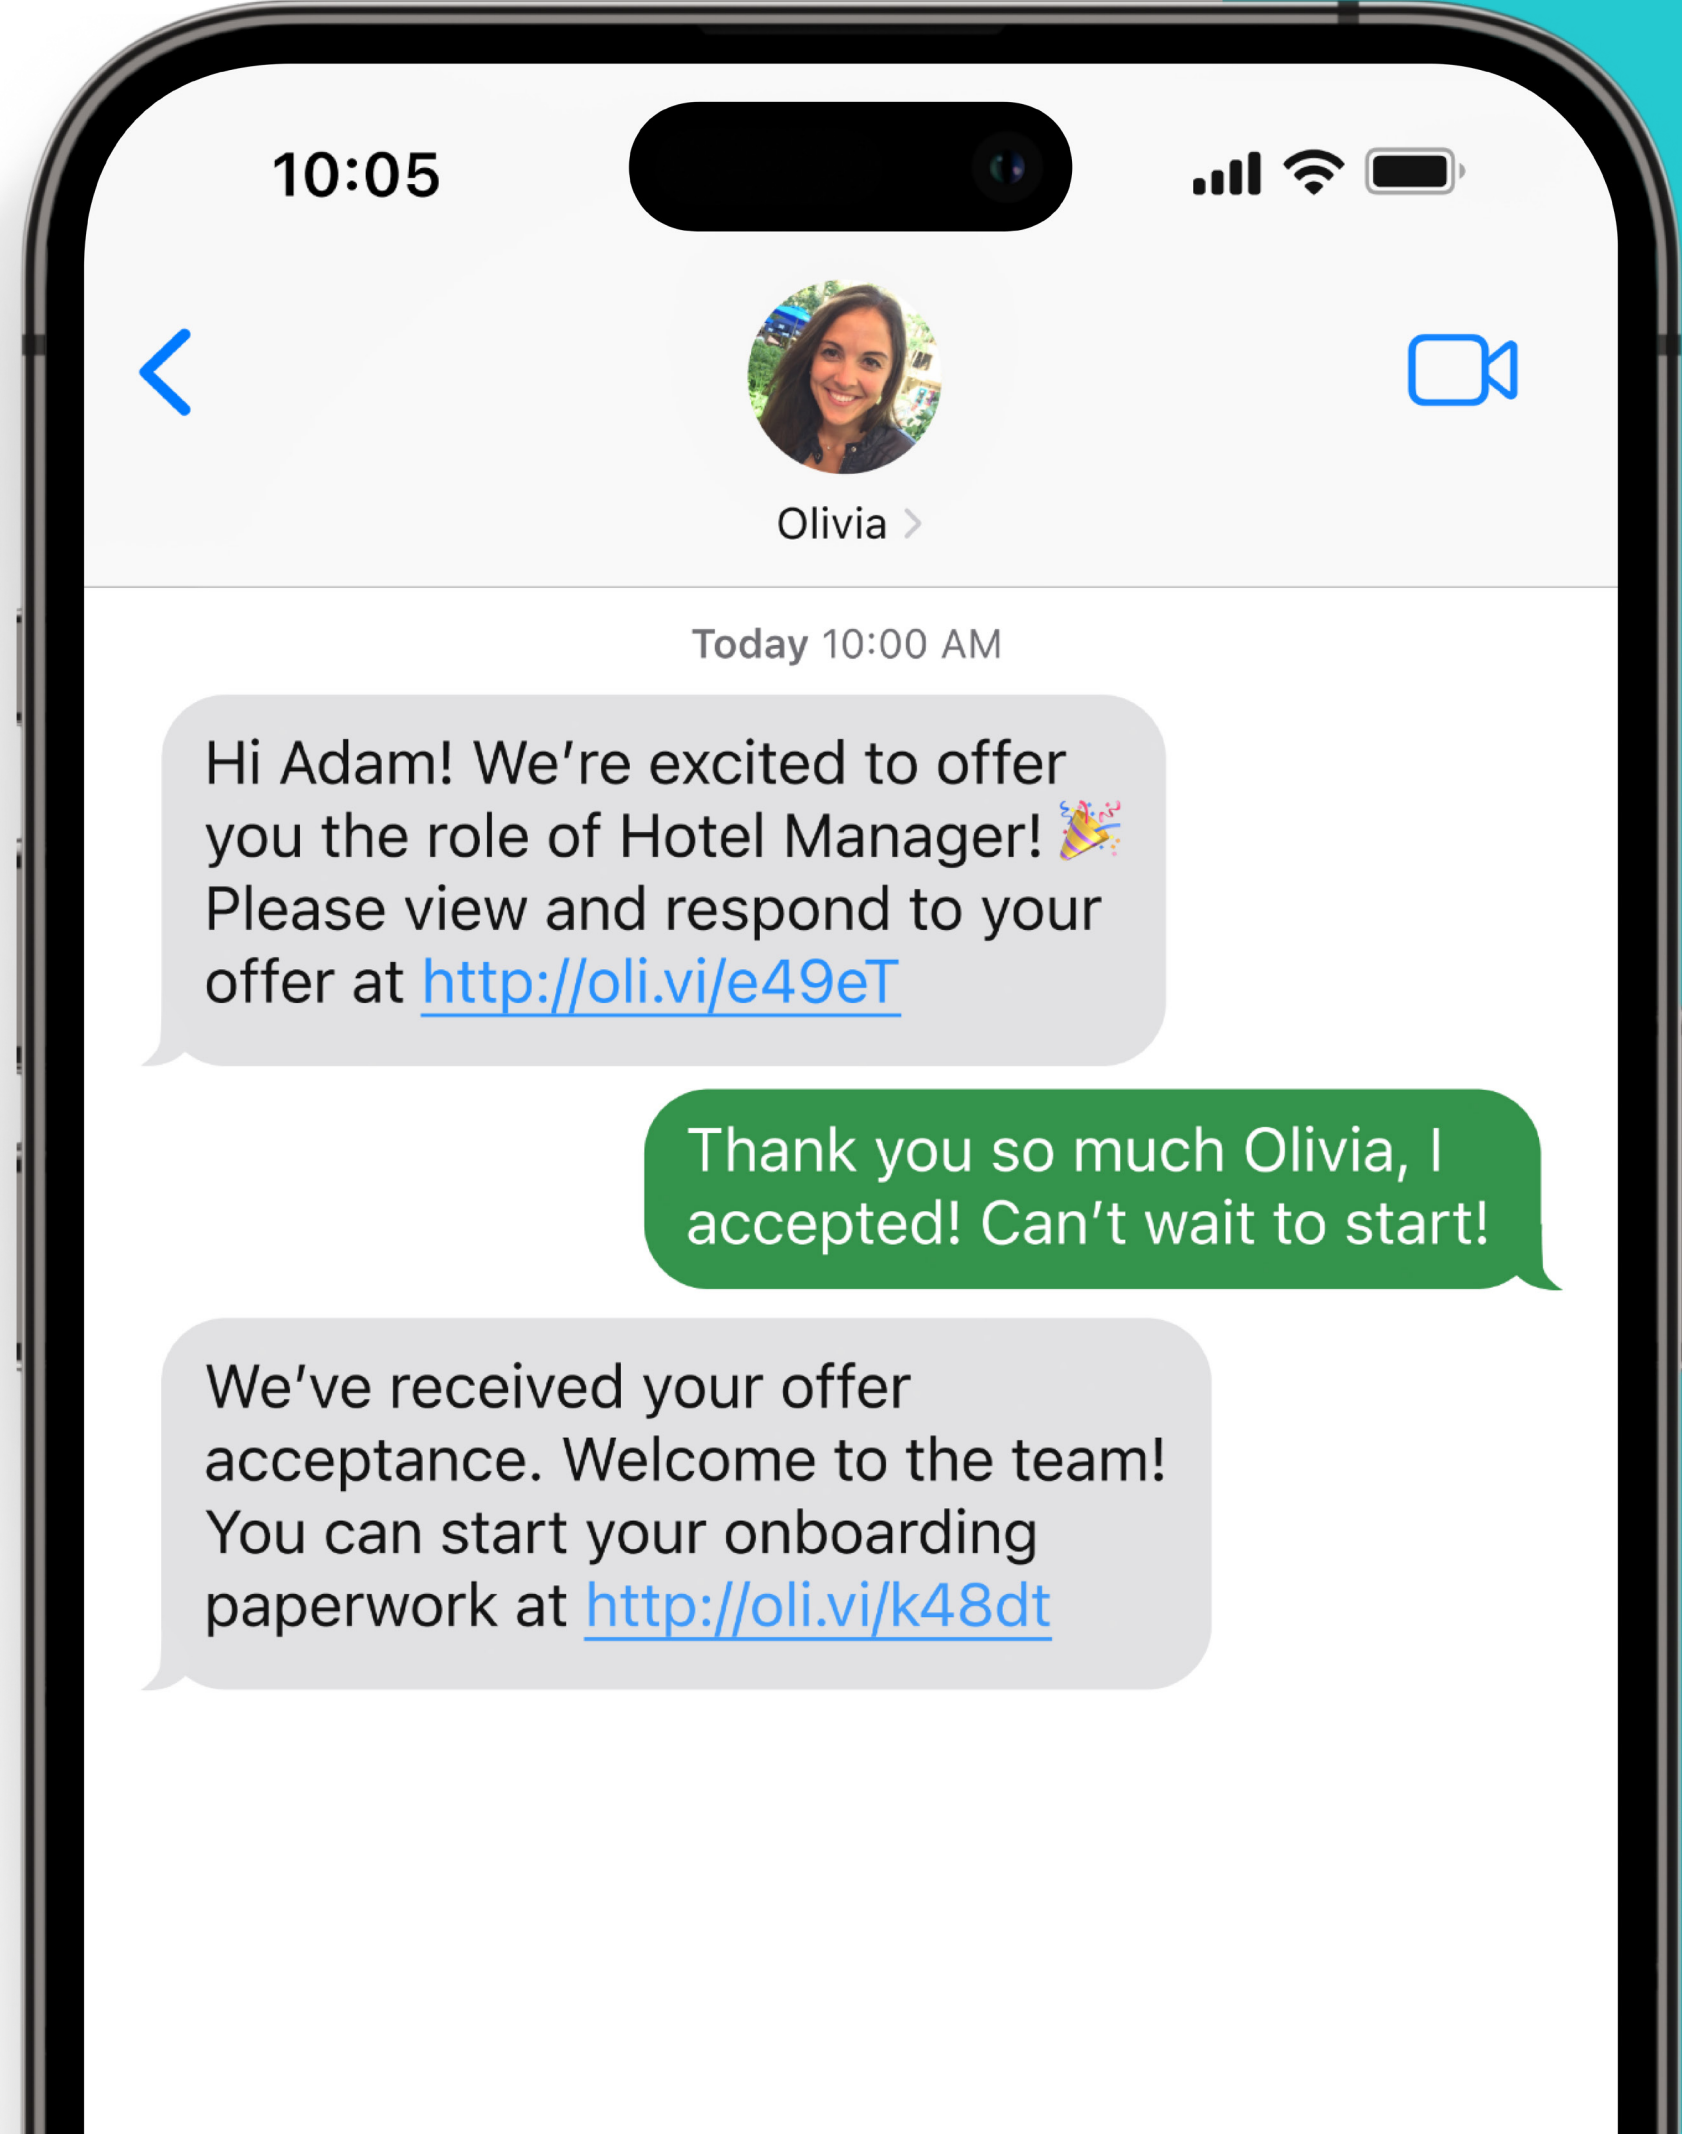 10:05
Olivia
Today 10:00 AM
Hi Adam! We’re excited to offer
you the role of Hotel Manager! 🎉
Please view and respond to your
offer at http://oli.vi/e49eT
Thank you so much Olivia, I
accepted! Can’t wait to start!
We’ve received your offer
acceptance. Welcome to the team!
You can start your onboarding
paperwork at http://oli.vi/k48dt